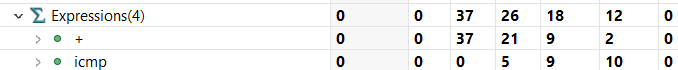 Expressions(4) 0 0 37 26 18 12 0
+ 0 0 37 21 9 2 0
icmp 0 0 0 5 9 10 0